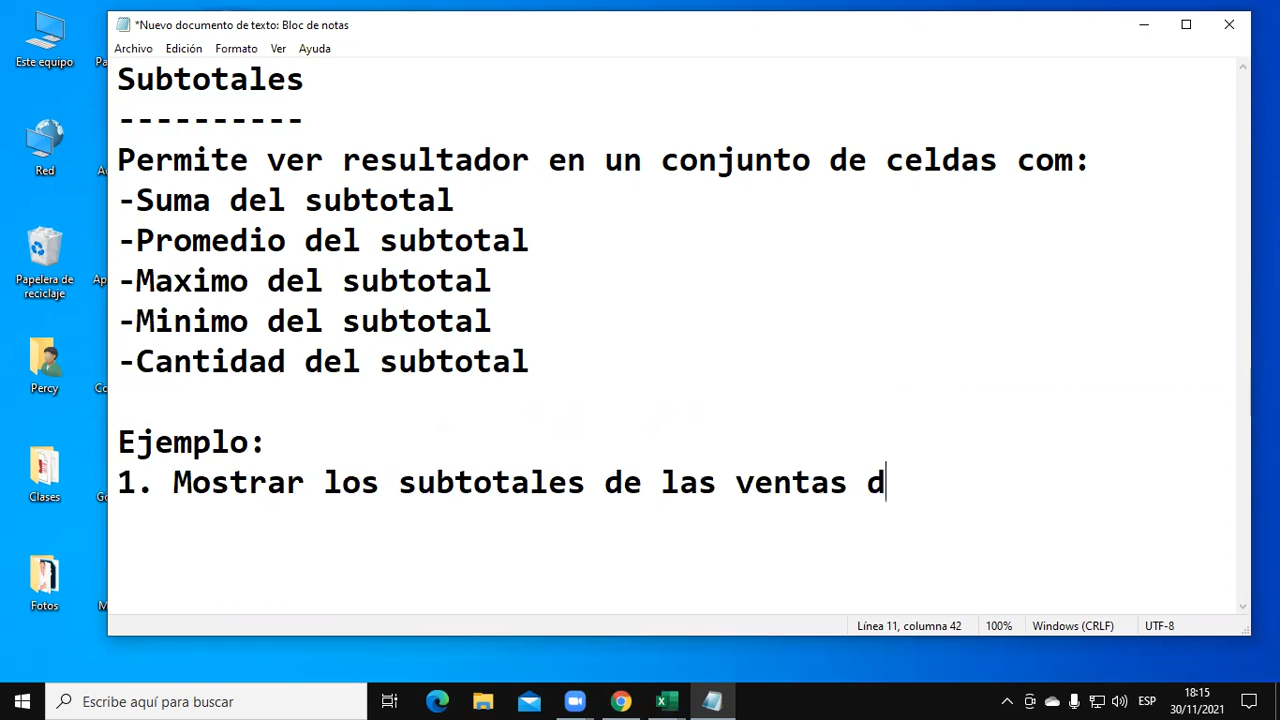 *Nuevo documento de texto: Bloc de notas
Archivo Edición Formato Ver Ayuda
Subtotales
----------
Permite ver resultador en un conjunto de celdas com:
-Suma del subtotal
-Promedio del subtotal
-Maximo del subtotal
-Minimo del subtotal
-Cantidad del subtotal
Ejemplo:
1. Mostrar los subtotales de las ventas d
Línea 11, columna 42 100% Windows (CRLF) UTF-8
Este equipo
Red
Papelera de
reciclaje
Percy
Clases
Fotos
Escribe aquí para buscar
ESP
18:15
30/11/2021